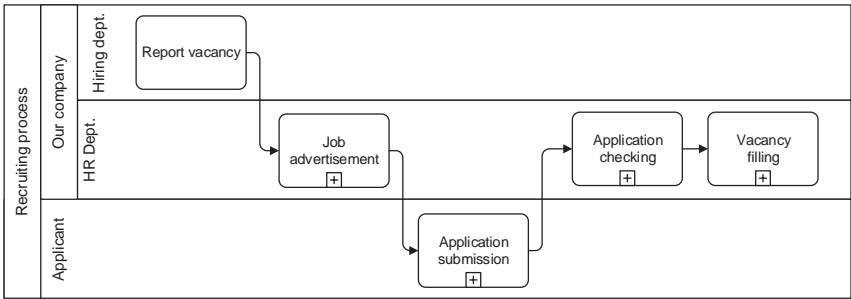 Recruiting process
Our company
Hiring dept.
Report vacancy
HR Dept.
Job
advertisement
Application
checking
Vacancy
filling
Applicant
Application
submission